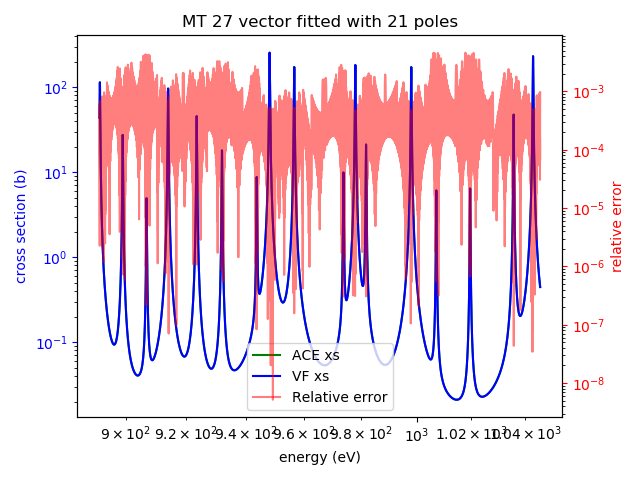 MT 27 vector fitted with 21 poles
cross section (b)
10²
10¹
10⁰
10⁻¹
10⁻³
10⁻⁴
10⁻⁵
10⁻⁶
10⁻⁷
10⁻⁸
relative error
ACE xs
VF xs
Relative error
9 × 10² 9.2 × 10² 9.4 × 10² 9.6 × 10² 9.8 × 10² 10³ 1.02 × 10³ 1.04 × 10³
energy (eV)